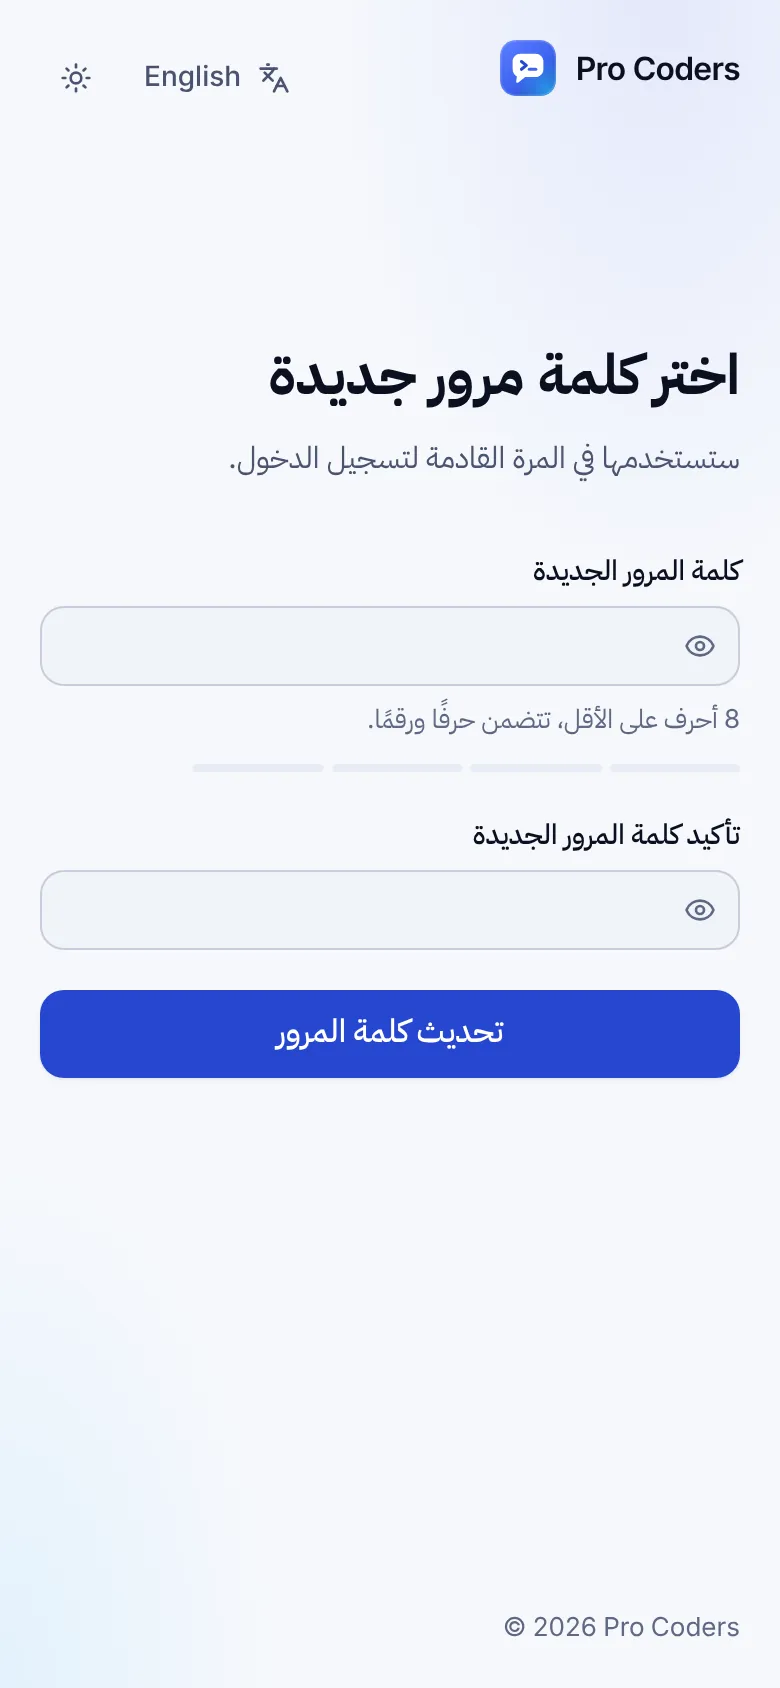 Pro Coders
English
اختر كلمة مرور جديدة
ستستخدمها في المرة القادمة لتسجيل الدخول.
كلمة المرور الجديدة
8 أحرف على الأقل، تتضمن حرفًا ورقمًا.
تأكيد كلمة المرور الجديدة
تحديث كلمة المرور
© 2026 Pro Coders